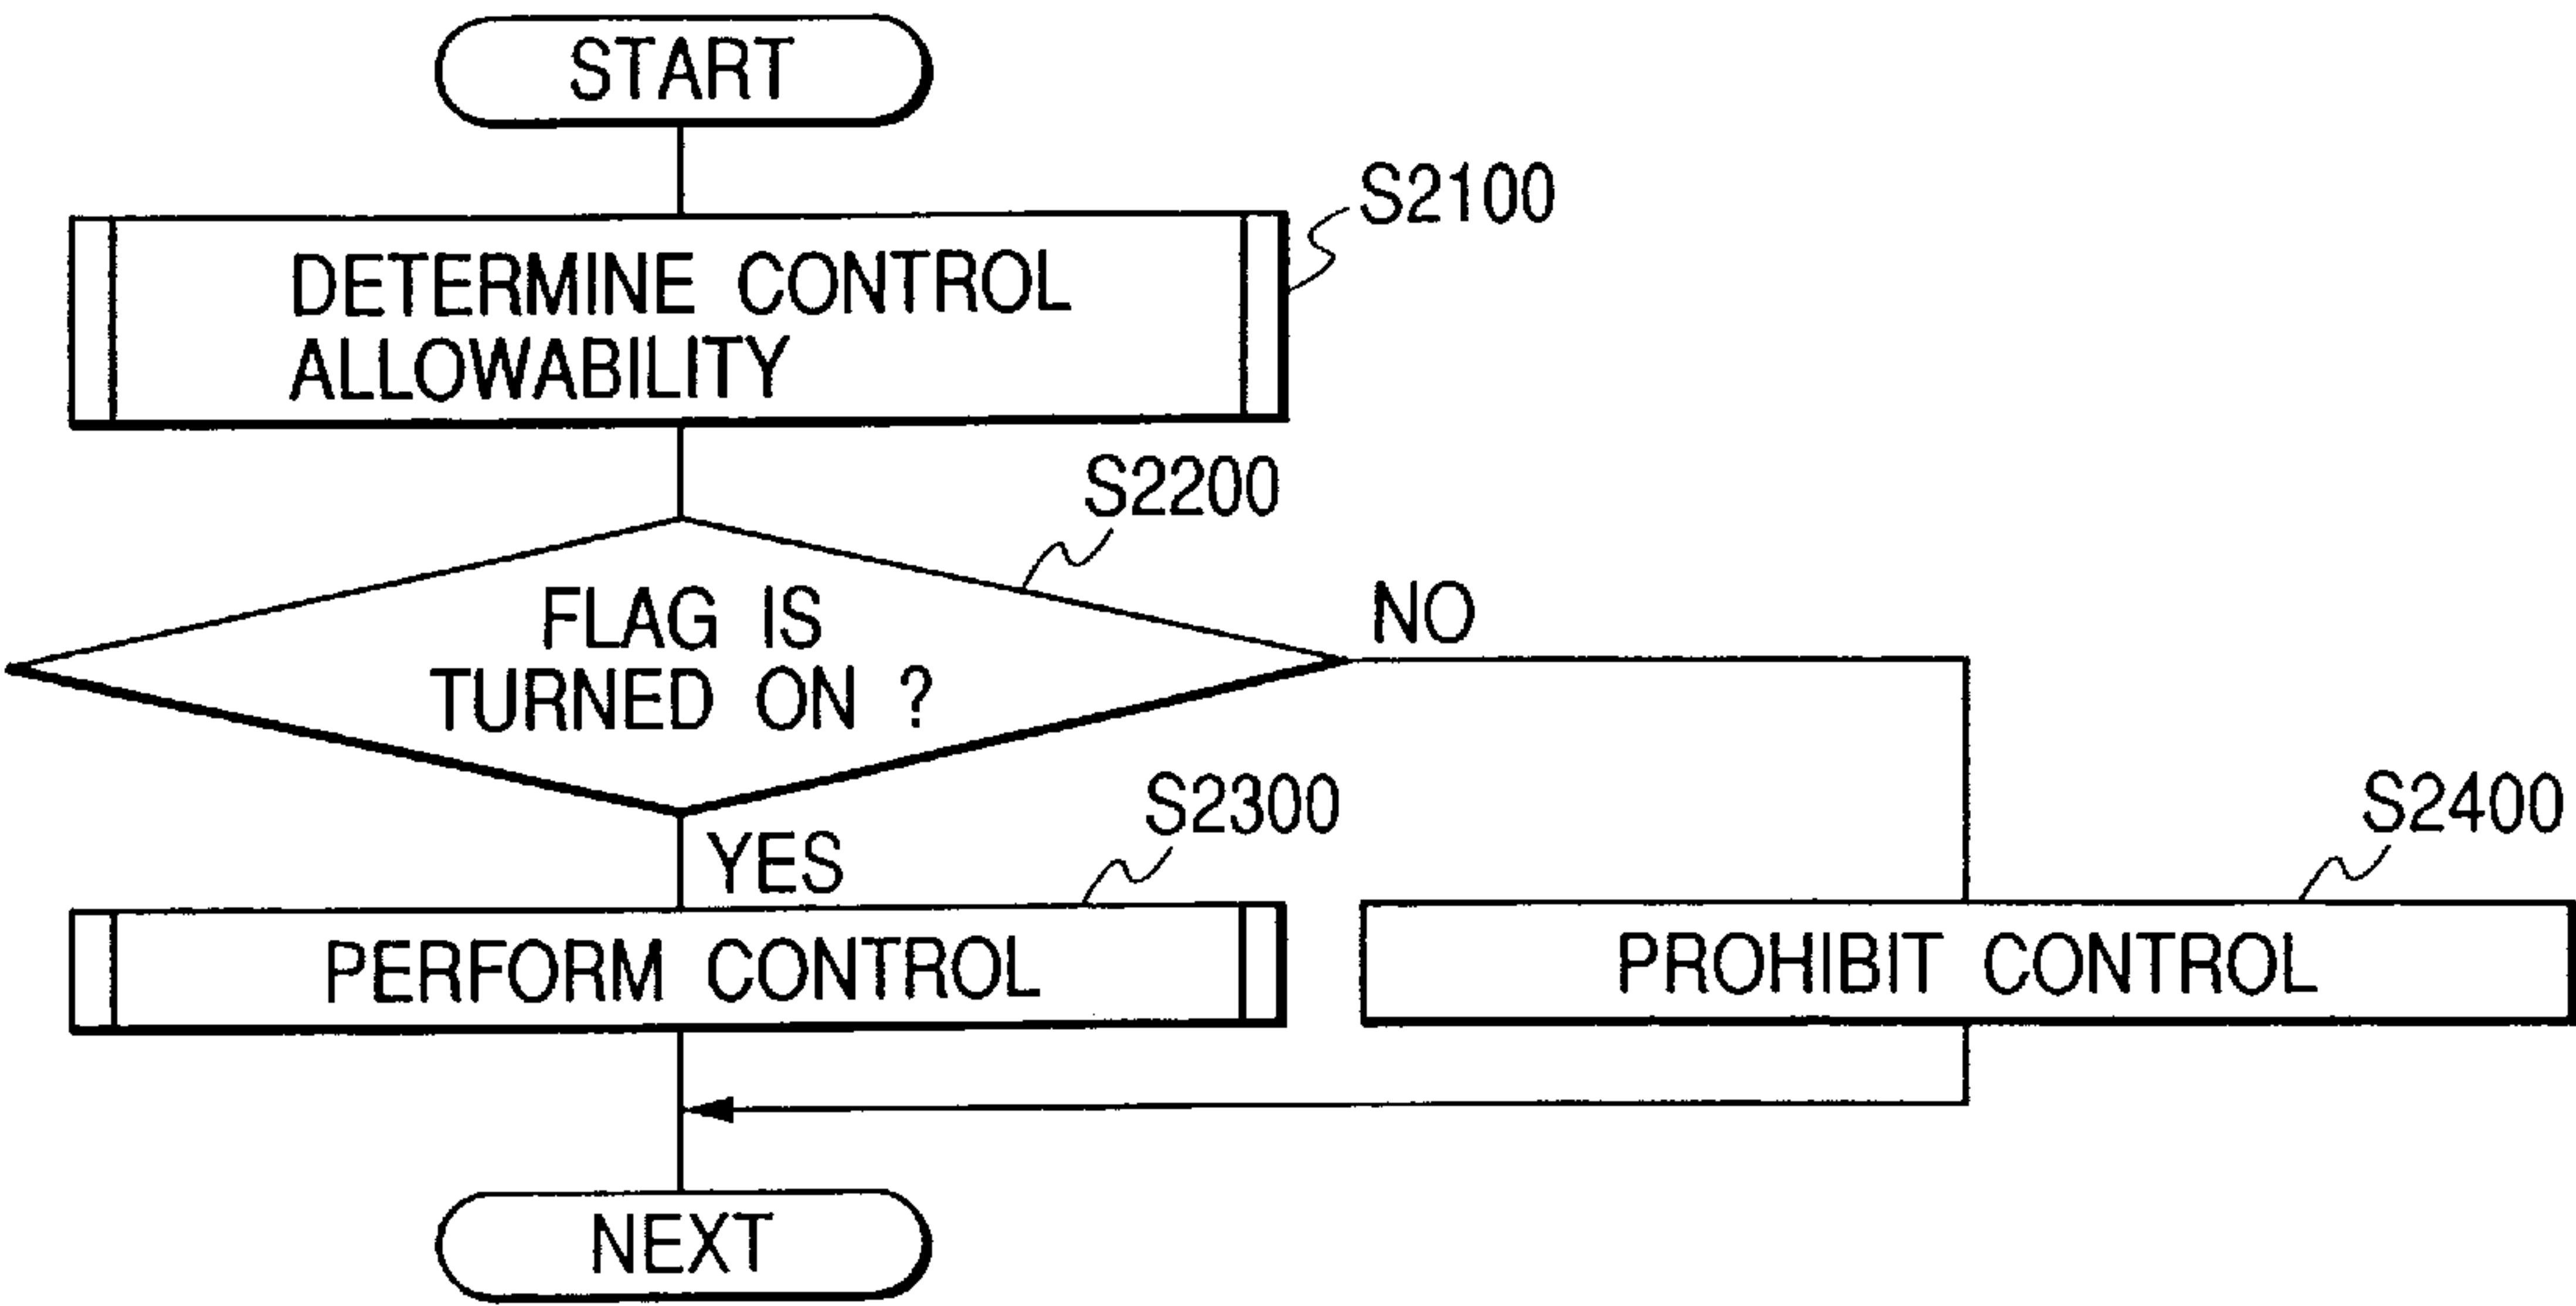 START
S2100
DETERMINE CONTROL
ALLOWABILITY
S2200
FLAG IS
TURNED ON ?
NO
YES
S2300
S2400
PERFORM CONTROL
PROHIBIT CONTROL
NEXT